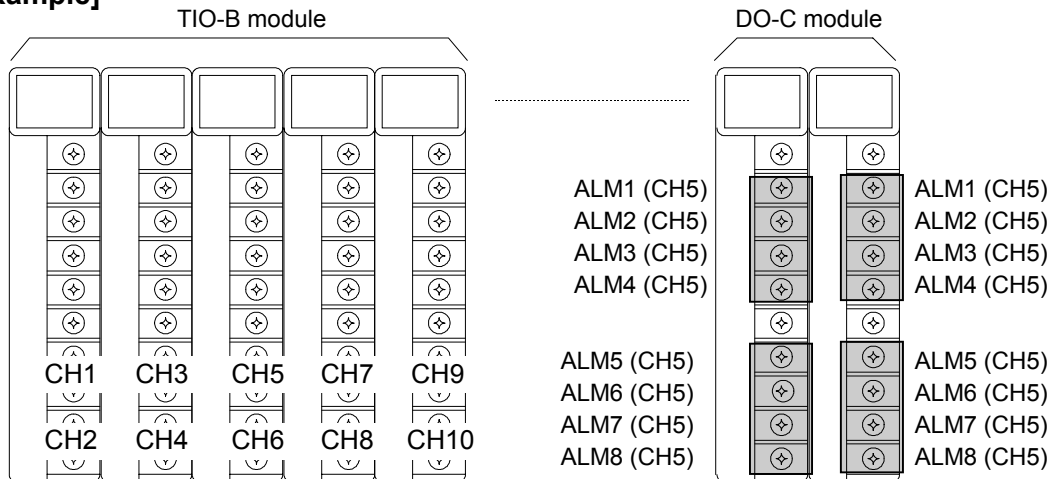 xample]
TIO-B module
DO-C module
ALM1 (CH5)
ALM2 (CH5)
ALM3 (CH5)
ALM4 (CH5)
ALM1 (CH5)
ALM2 (CH5)
ALM3 (CH5)
ALM4 (CH5)
CH1 CH3 CH5 CH7 CH9
CH2 CH4 CH6 CH8 CH10
ALM5 (CH5)
ALM6 (CH5)
ALM7 (CH5)
ALM8 (CH5)
ALM5 (CH5)
ALM6 (CH5)
ALM7 (CH5)
ALM8 (CH5)